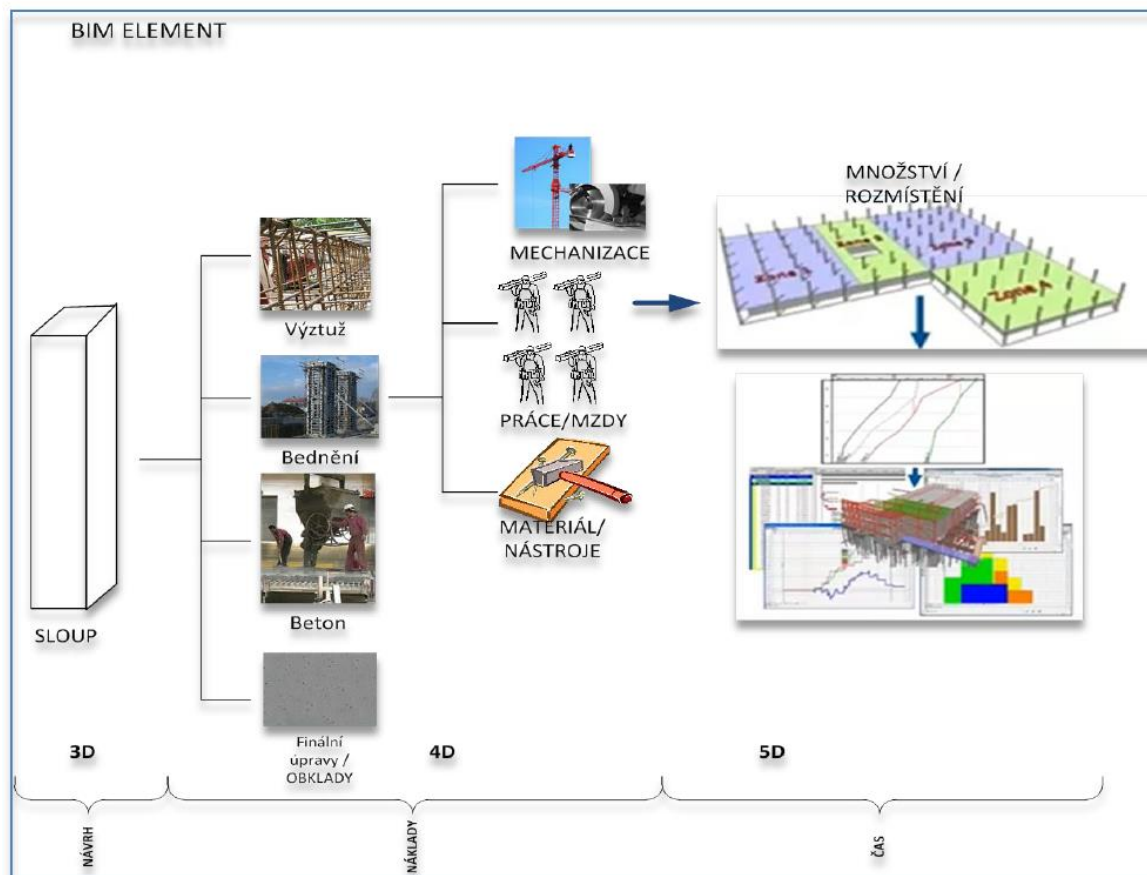 BIM ELEMENT
SLOUP
Výztuž
Bednění
Beton
Finální
úpravy /
OBKLADY
MECHANIZACE
PRÁCE/MZDY
MATERIÁL/
NÁSTROJE
MNOŽSTVÍ /
ROZMÍSTĚNÍ
Zone A
3D
4D
5D
NÁVRH
NÁKLADY
ČAS